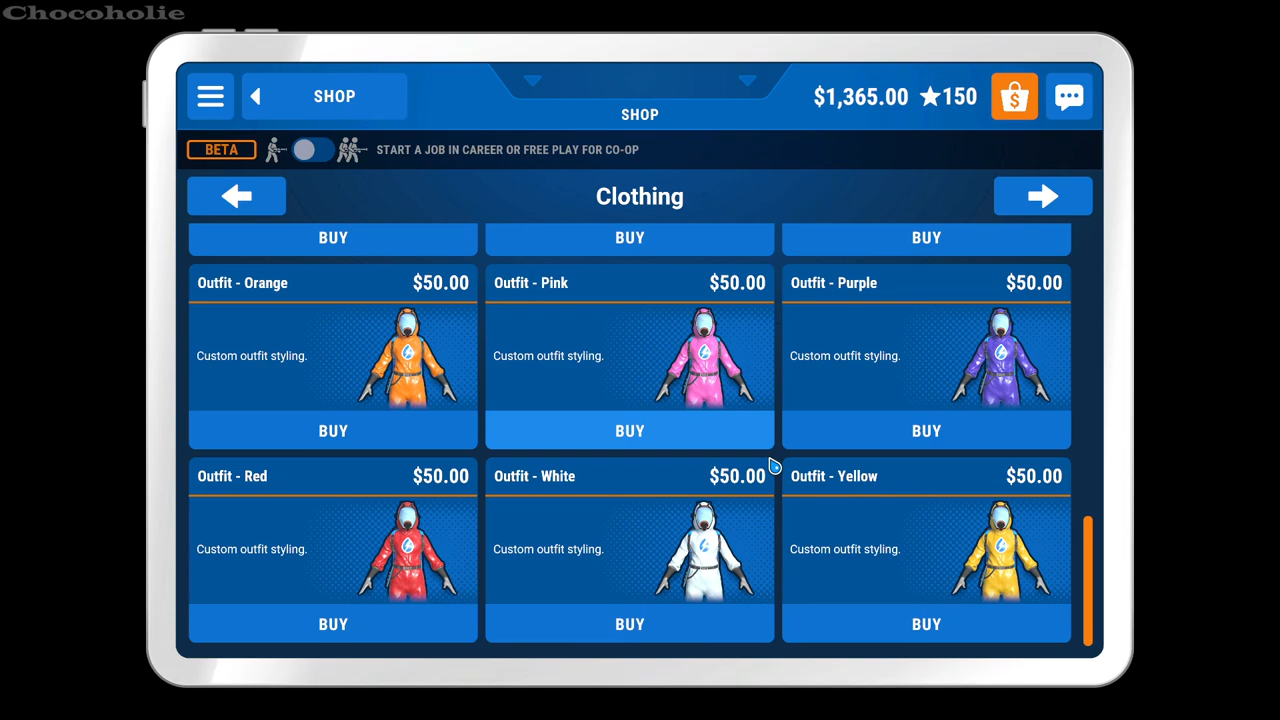 Chocoholie
SHOP
SHOP
$1,365.00 ★150
BETA
START A JOB IN CAREER OR FREE PLAY FOR CO-OP
Clothing
BUY BUY BUY
Outfit - Orange $50.00
Custom outfit styling.
BUY
Outfit - Pink $50.00
Custom outfit styling.
BUY
Outfit - Purple $50.00
Custom outfit styling.
BUY
Outfit - Red $50.00
Custom outfit styling.
BUY
Outfit - White $50.00
Custom outfit styling.
BUY
Outfit - Yellow $50.00
Custom outfit styling.
BUY